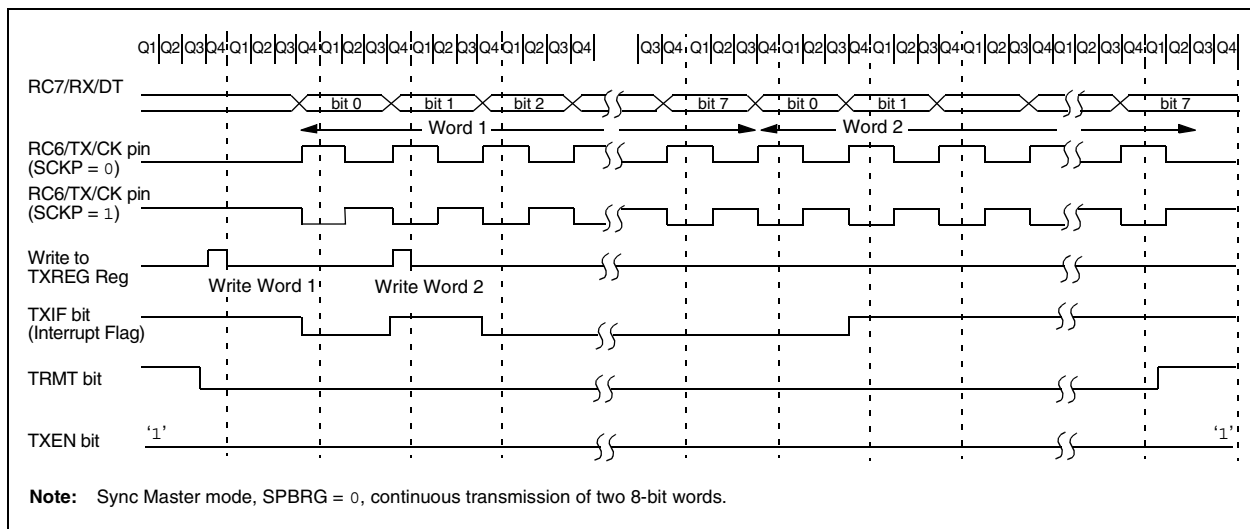 Q1 Q2 Q3 Q4 Q1 Q2 Q3 Q4 Q1 Q2 Q3 Q4 Q1 Q2 Q3 Q4 Q1 Q2 Q3 Q4 Q3 Q4 Q1 Q2 Q3 Q4 Q1 Q2 Q3 Q4 Q1 Q2 Q3 Q4 Q1 Q2 Q3 Q4 Q1 Q2 Q3 Q4 Q1 Q2 Q3 Q4
RC7/RX/DT
bit 0 bit 1 bit 2 bit 7 bit 0 bit 1 bit 7
Word 1 Word 2
RC6/TX/CK pin
(SCKP = 0)
RC6/TX/CK pin
(SCKP = 1)
Write to
TXREG Reg
Write Word 1 Write Word 2
TXIF bit
(Interrupt Flag)
TRMT bit
TXEN bit
‘1’ ‘1’
Note: Sync Master mode, SPBRG = 0, continuous transmission of two 8-bit words.